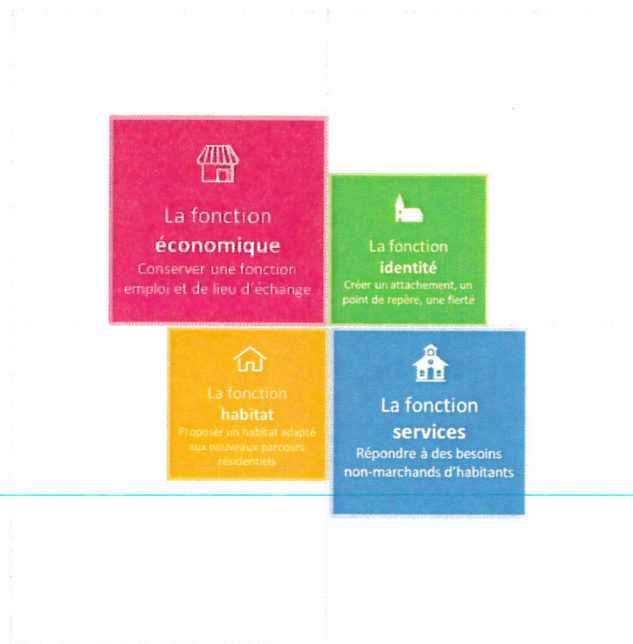 La fonction
économique
Conserver une fonction
emploi et de lieu d'échange
La fonction
identité
Créer un attachement, un
point de repère, une fierté
La fonction
habitat
Proposer un habitat adapté
aux nouveaux parcours
résidentiels
La fonction
services
Répondre à des besoins
non-marchands d'habitants